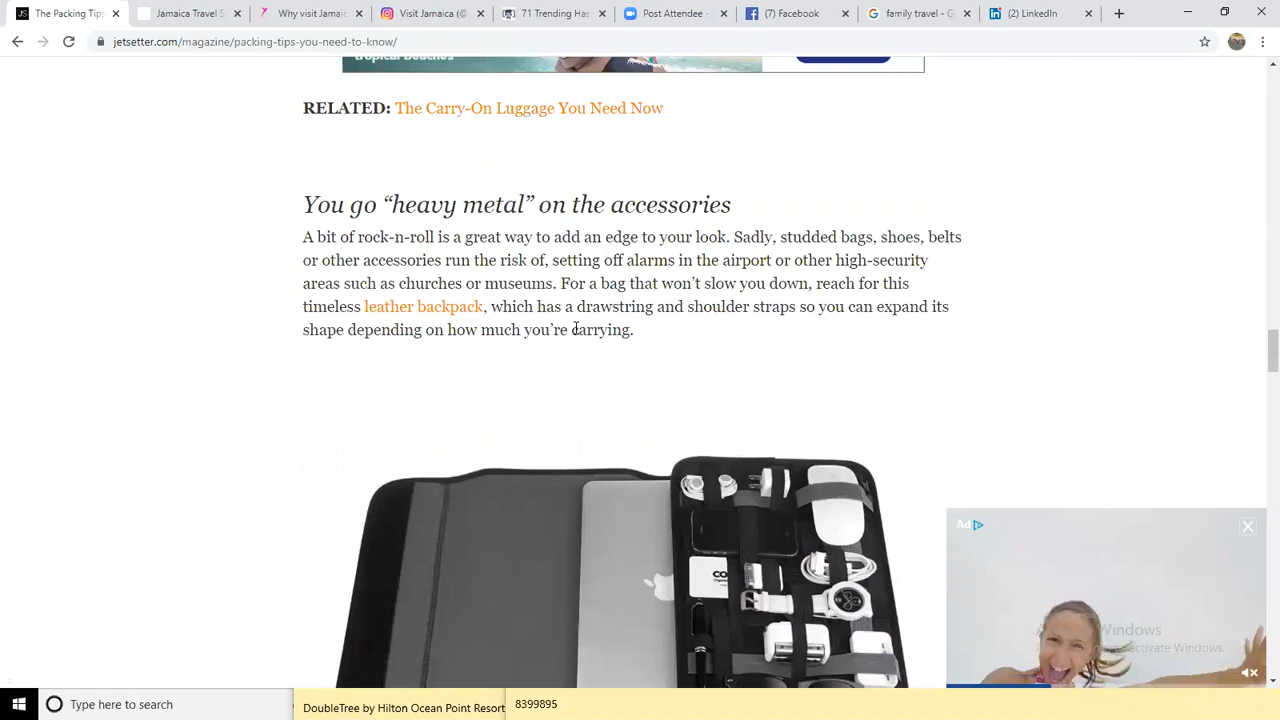 The Packing Tips
Jamaica Travel S
Why visit Jamaic
Visit Jamaica
71 Trending Has
Post Attendee -
(7) Facebook
family travel - G
(2) LinkedIn
jetsetter.com/magazine/packing-tips-you-need-to-know/
tropical Beaches
RELATED: The Carry-On Luggage You Need Now
You go “heavy metal” on the accessories
A bit of rock-n-roll is a great way to add an edge to your look. Sadly, studded bags, shoes, belts
or other accessories run the risk of, setting off alarms in the airport or other high-security
areas such as churches or museums. For a bag that won’t slow you down, reach for this
timeless leather backpack, which has a drawstring and shoulder straps so you can expand its
shape depending on how much you’re carrying.
Ad
Windows
Activate Windows.
Type here to search
DoubleTree by Hilton Ocean Point Resort
8399895